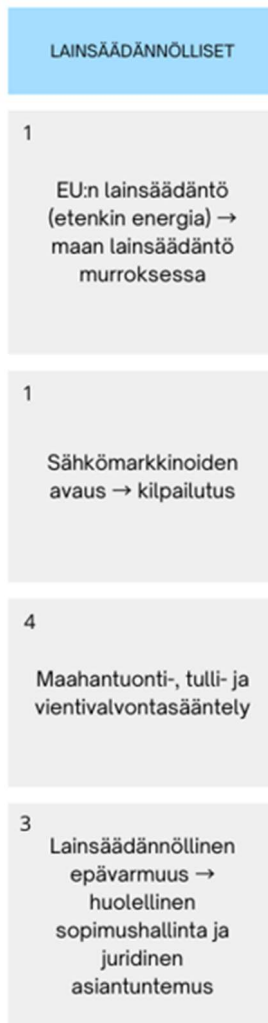 LAINSÄÄDÄNNÖLLISET
1
EU:n lainsäädäntö
(etenkin energia) →
maan lainsäädäntö
murroksessa
1
Sähkömarkkinoiden
avaus → kilpailutus
4
Maahantuonti-, tulli- ja
vientivalvontasääntely
3
Lainsäädännöllinen
epävarmuus →
huolellinen
sopimushallinta ja
juridinen
asiantuntemus